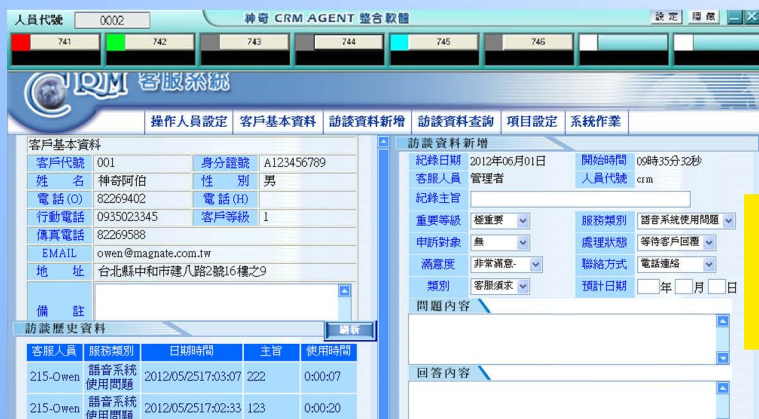 人員代號 0002 神奇 CRM AGENT 整合軟體 設定 隱藏
741 742 743 744 745 746
CRM 客服系統
操作人員設定 客戶基本資料 訪談資料新增 訪談資料查詢 項目設定 系統作業
客戶基本資料
客戶代號 001 身分證號 A123456789
姓 名 神奇阿伯 性 別 男
電話(O) 82269402 電話(H)
行動電話 0935023345 客戶等級 1
傳真電話 82269588
EMAIL owen@magnate.com.tw
地 址 台北縣中和市建八路2號16樓之9
備 註
訪談歷史資料 刷新
客服人員 服務類別 日期時間 主旨 使用時間
215-Owen 語音系統使用問題 2012/05/2517:03:07 222 0:00:07
215-Owen 語音系統使用問題 2012/05/2517:02:33 123 0:00:20
訪談資料新增
紀錄日期 2012年06月01日 開始時間 09時35分32秒
客服人員 管理者 人員代號 crm
紀錄主旨
重要等級 極重要 服務類別 語音系統使用問題
申訴對象 無 處理狀態 等待客戶回覆
滿意度 非常滿意- 聯絡方式 電話連絡
類別 客服須求 預計日期 年 月 日
問題內容
回答內容